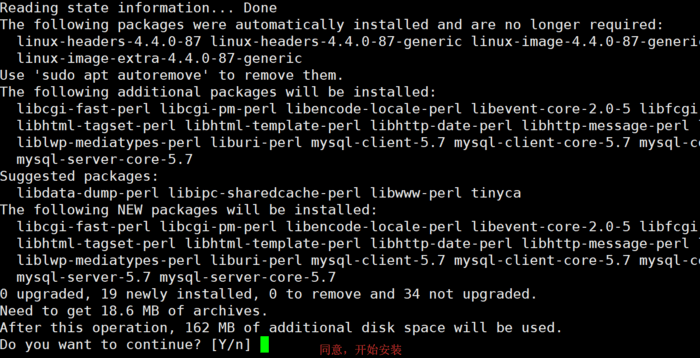 Reading state information... Done
The following packages were automatically installed and are no longer required:
linux-headers-4.4.0-87 linux-headers-4.4.0-87-generic linux-image-4.4.0-87-generic
linux-image-extra-4.4.0-87-generic
Use 'sudo apt autoremove' to remove them.
The following additional packages will be installed:
libcgi-fast-perl libcgi-pm-perl libencode-locale-perl libevent-core-2.0-5 libfcgi
libhtml-tagset-perl libhtml-template-perl libhttp-date-perl libhttp-message-perl
liblwp-mediatypes-perl liburi-perl mysql-client-5.7 mysql-client-core-5.7 mysql-co
mysql-server-core-5.7
Suggested packages:
libdata-dump-perl libipc-sharedcache-perl libwww-perl tinyca
The following NEW packages will be installed:
libcgi-fast-perl libcgi-pm-perl libencode-locale-perl libevent-core-2.0-5 libfcgi
libhtml-tagset-perl libhtml-template-perl libhttp-date-perl libhttp-message-perl
liblwp-mediatypes-perl liburi-perl mysql-client-5.7 mysql-client-core-5.7 mysql-co
mysql-server-5.7 mysql-server-core-5.7
0 upgraded, 19 newly installed, 0 to remove and 34 not upgraded.
Need to get 18.6 MB of archives.
After this operation, 162 MB of additional disk space will be used.
Do you want to continue? [Y/n] 同意，开始安装